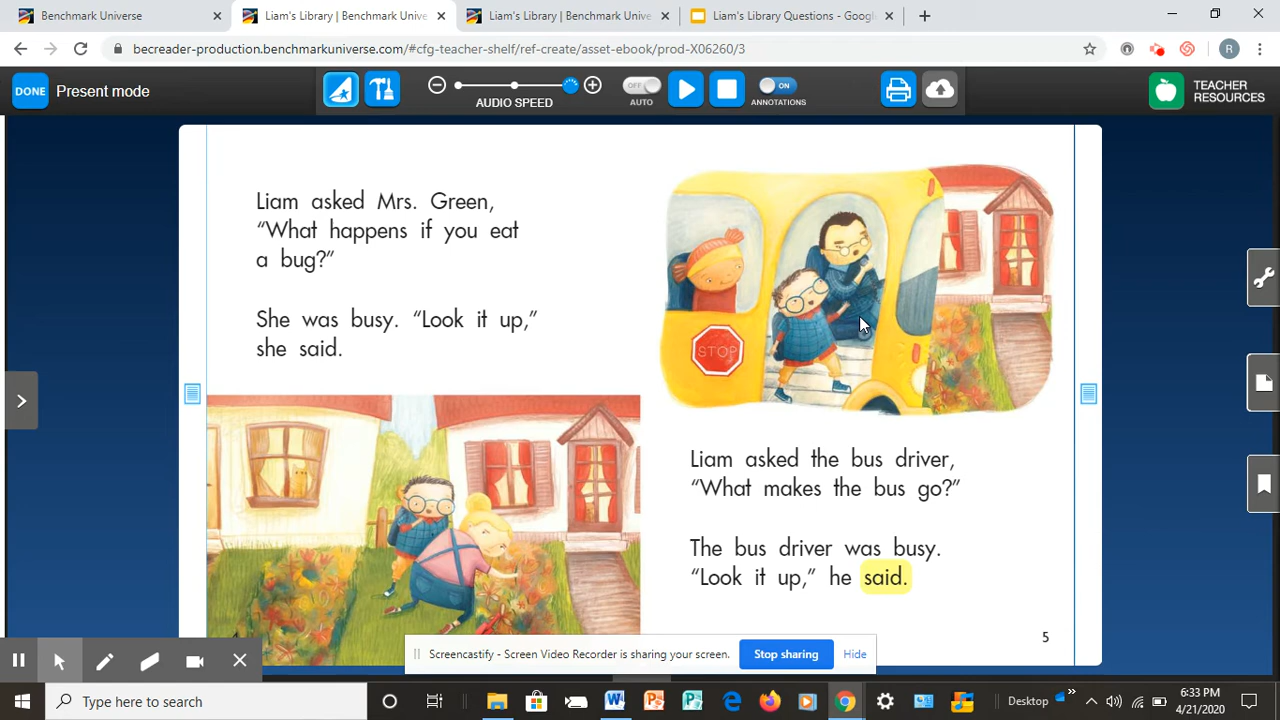 Benchmark Universe
Liam's Library | Benchmark Unive
Liam's Library | Benchmark Unive
Liam's Library Questions - Googl
becreader-production.benchmarkuniverse.com/#cfg-teacher-shelf/ref-create/asset-ebook/prod-X06260/3
R
DONE
Present mode
AUDIO SPEED
OFF
AUTO
ON
ANNOTATIONS
TEACHER
RESOURCES
Liam asked Mrs. Green,
“What happens if you eat
a bug?”
She was busy. “Look it up,”
she said.
STOP
Liam asked the bus driver,
“What makes the bus go?”
The bus driver was busy.
“Look it up,” he said.
5
Screencastify - Screen Video Recorder is sharing your screen.
Stop sharing
Hide
Type here to search
Desktop
6:33 PM
4/21/2020